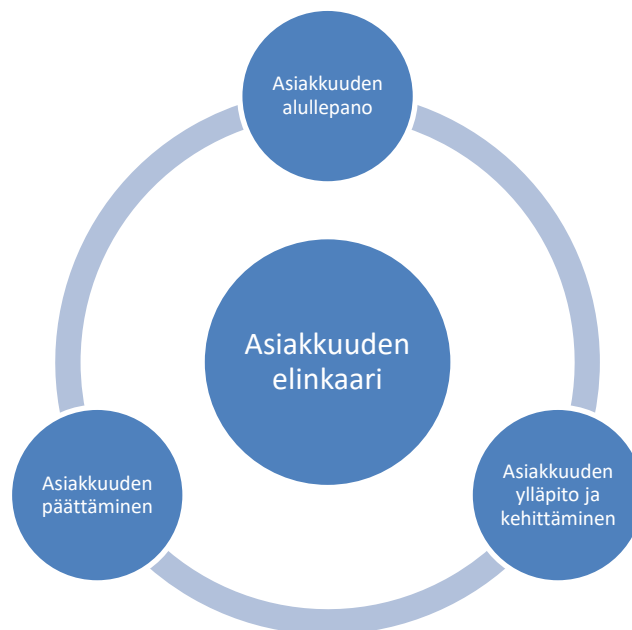 Asiakkuuden
alullepano
Asiakkuuden
elinkaari
Asiakkuuden
päättäminen
Asiakkuuden
ylläpito ja
kehittäminen